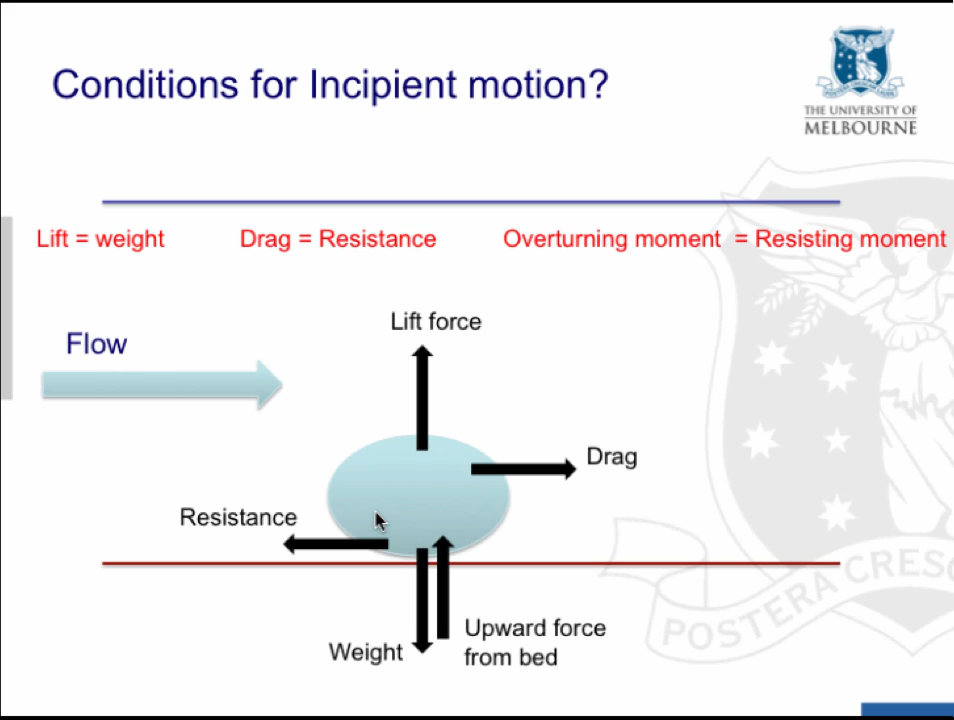 Conditions for Incipient motion?
THE UNIVERSITY OF
MELBOURNE
Lift = weight
Drag = Resistance
Overturning moment = Resisting moment
Lift force
Flow
Drag
Resistance
Weight
Upward force
from bed
POSTERA CRESC